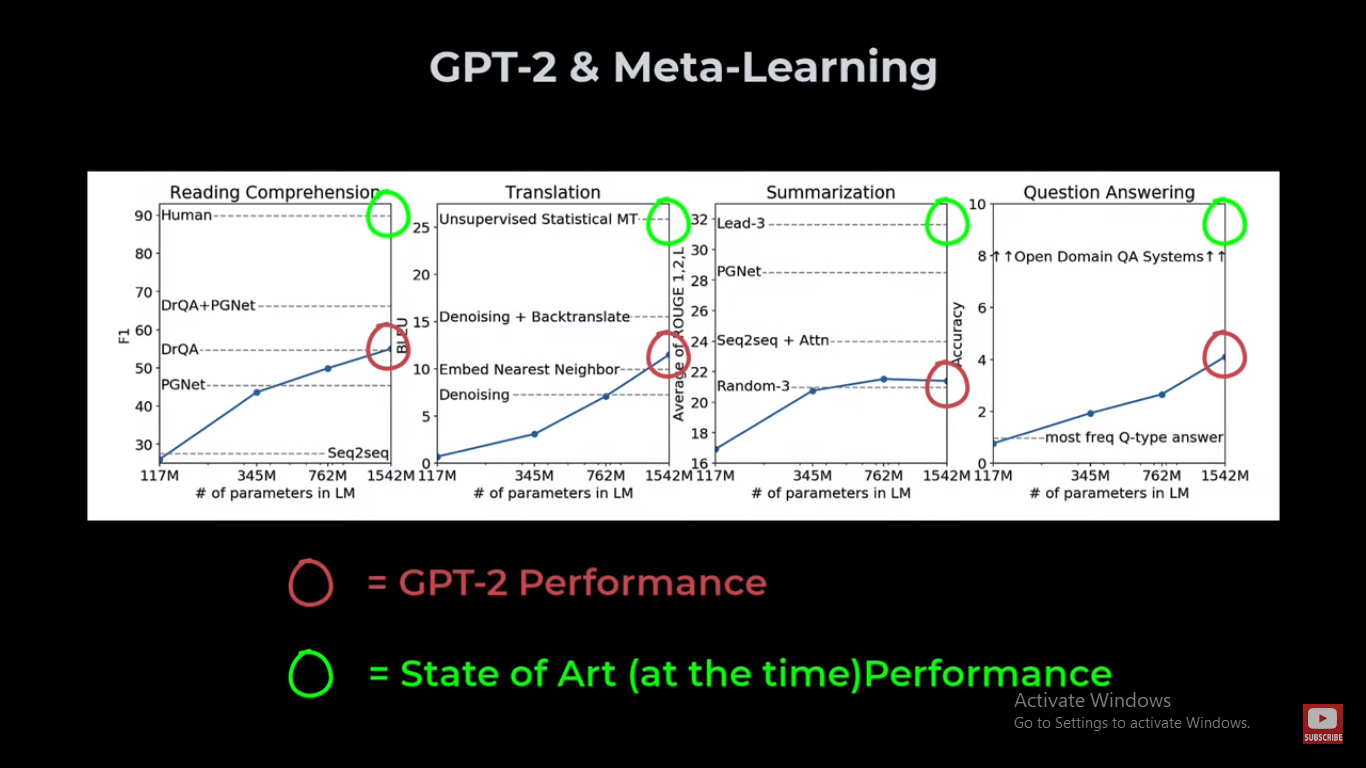 GPT-2 & Meta-Learning
Reading Comprehension
F1
90
80
70
60
50
40
30
Human
DrQA+PGNet
DrQA
PGNet
Seq2seq
117M 345M 762M 1542M
# of parameters in LM
Translation
BLEU
25
20
15
10
5
0
Unsupervised Statistical MT
Denoising + Backtranslate
Embed Nearest Neighbor
Denoising
117M 345M 762M 1542M
# of parameters in LM
Summarization
Average of ROUGE 1,2,L
32
30
28
26
24
22
20
18
16
Lead-3
PGNet
Seq2seq + Attn
Random-3
117M 345M 762M 1542M
# of parameters in LM
Question Answering
Accuracy
10
8
6
4
2
0
↑↑Open Domain QA Systems↑↑
most freq Q-type answer
117M 345M 762M 1542M
# of parameters in LM
= GPT-2 Performance
= State of Art (at the time)Performance
Activate Windows
Go to Settings to activate Windows.
SUBSCRIBE